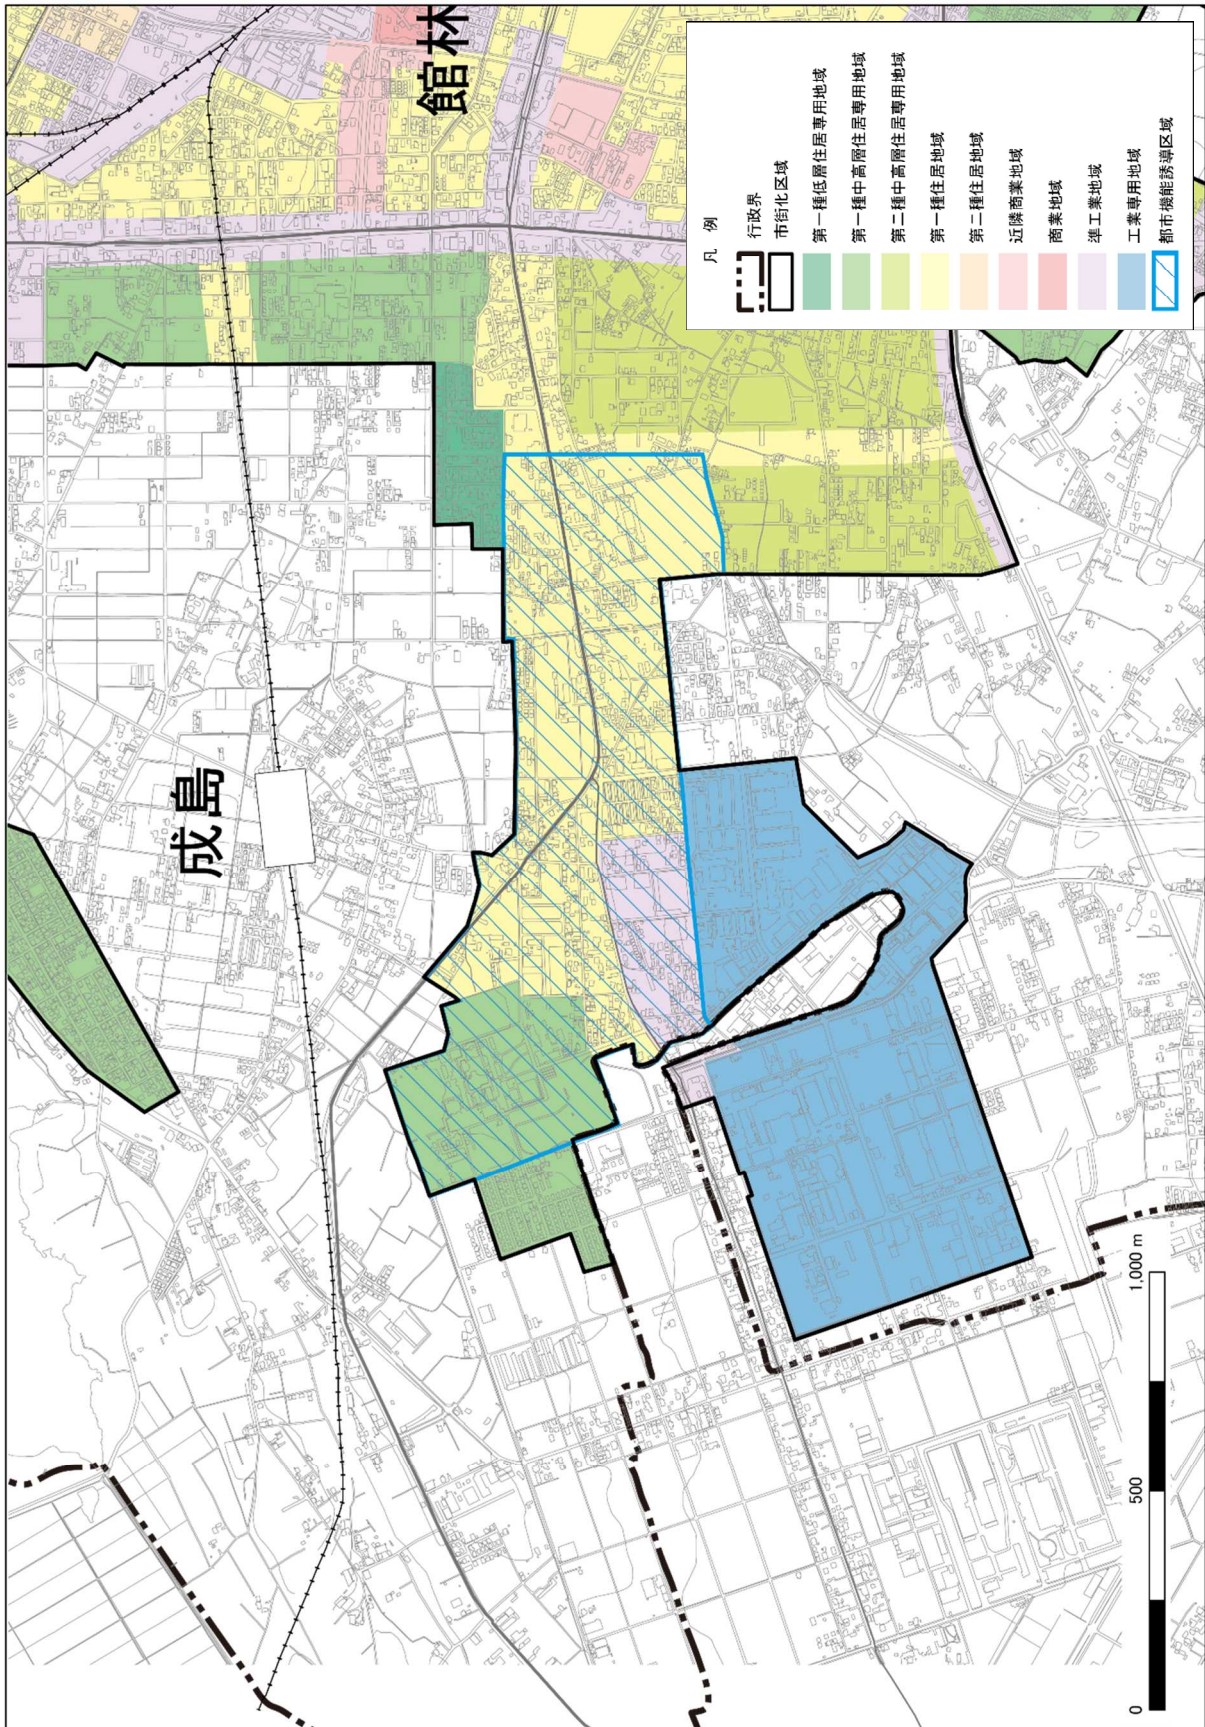 館林
成島
凡　例
行政界
市街化区域
第一種低層住居専用地域
第一種中高層住居専用地域
第二種中高層住居専用地域
第一種住居地域
第二種住居地域
近隣商業地域
商業地域
準工業地域
工業専用地域
都市機能誘導区域
0 500 1,000 m